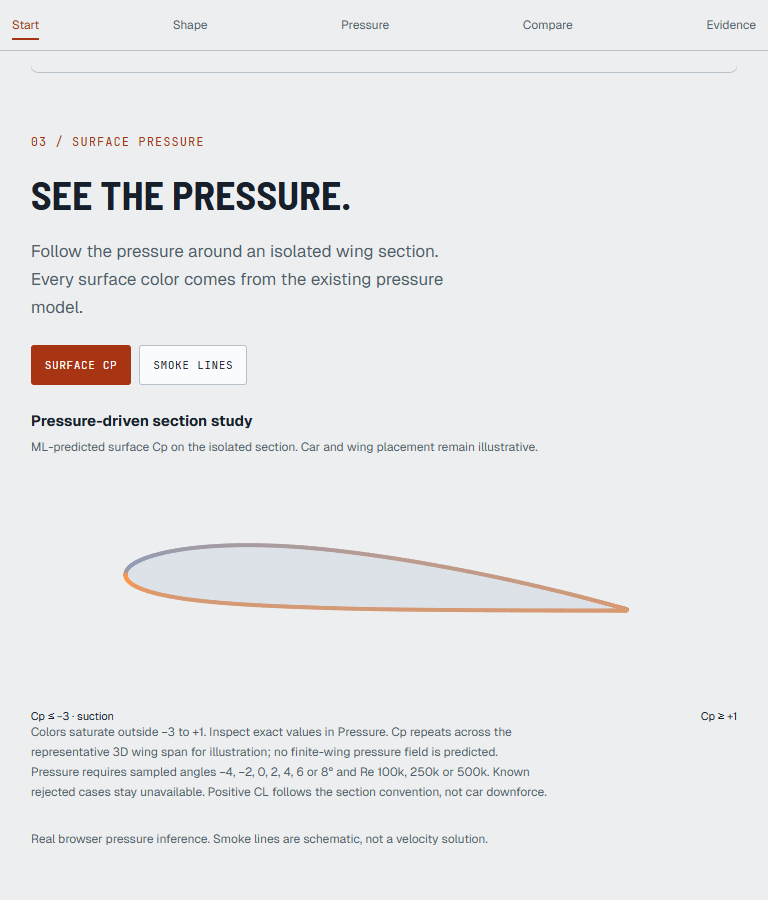 Start
Shape
Pressure
Compare
Evidence
03 / SURFACE PRESSURE
SEE THE PRESSURE.
Follow the pressure around an isolated wing section.
Every surface color comes from the existing pressure
model.
SURFACE CP
SMOKE LINES
Pressure-driven section study
ML-predicted surface Cp on the isolated section. Car and wing placement remain illustrative.
Cp ≤ −3 · suction
Cp ≥ +1
Colors saturate outside −3 to +1. Inspect exact values in Pressure. Cp repeats across the
representative 3D wing span for illustration; no finite-wing pressure field is predicted.
Pressure requires sampled angles −4, −2, 0, 2, 4, 6 or 8° and Re 100k, 250k or 500k. Known
rejected cases stay unavailable. Positive CL follows the section convention, not car downforce.
Real browser pressure inference. Smoke lines are schematic, not a velocity solution.